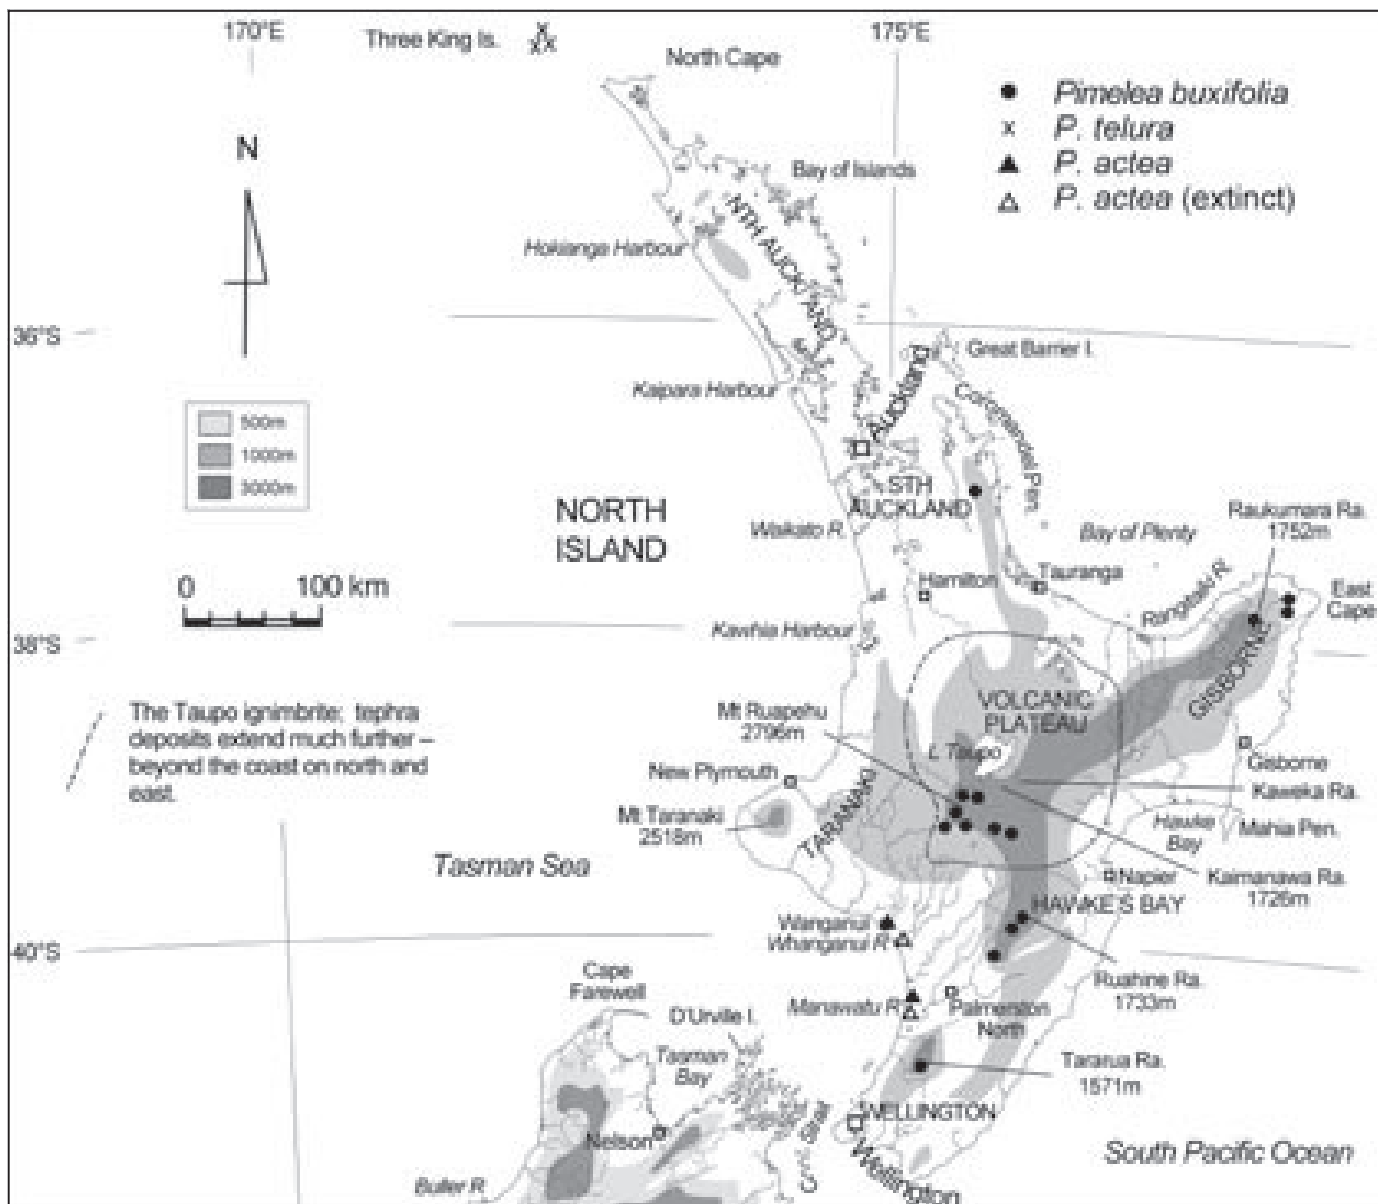 170°E
175°E
Three King Is.
North Cape
Pimelea buxifolia
P. telura
P. actea
P. actea (extinct)
N
Bay of Islands
NTH AUCKLAND
Hokianga Harbour
36°S
Great Barrier I.
Kaipara Harbour
Auckland
Coromandel Pen.
500m
1000m
3000m
STH
AUCKLAND
NORTH
ISLAND
Waikato R.
Bay of Plenty
Raukumara Ra.
1752m
0 100 km
Hamilton
Tauranga
Rangitaiki R.
East
Cape
Kawhia Harbour
38°S
GISBORNE
The Taupo ignimbrite; tephra
deposits extend much further –
beyond the coast on north and
east.
Mt Ruapehu
2796m
VOLCANIC
PLATEAU
L. Taupo
New Plymouth
Gisborne
Kaweka Ra.
Mt Taranaki
2518m
TARANAKI
Hawke
Bay
Mahia Pen.
Tasman Sea
Napier
Kaimanawa Ra.
1726m
HAWKE'S BAY
Wanganui
Whanganui R
40°S
Cape
Farewell
Ruahine Ra.
1733m
D'Urville I.
Manawatu R
Palmerston
North
Tasman
Bay
Tararua Ra.
1571m
WELLINGTON
Nelson
Strait
Wellington
South Pacific Ocean
Buller R